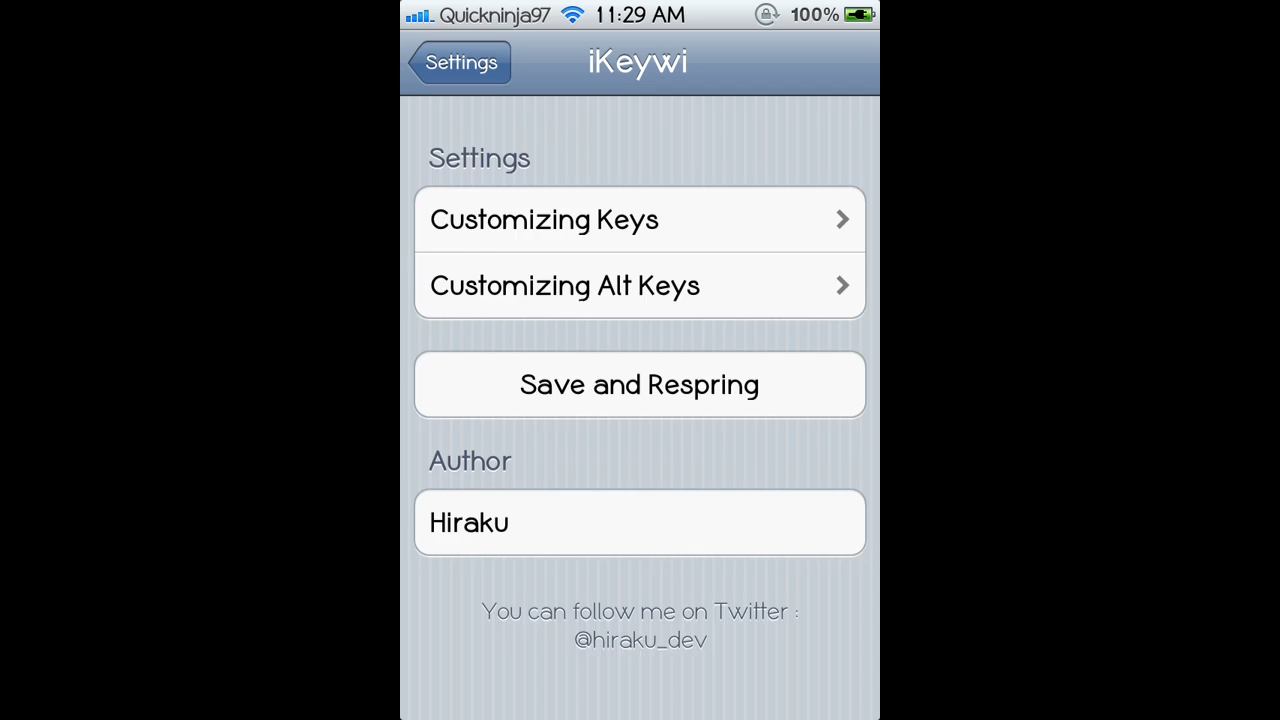 Quickninja97 11:29 AM 100%
Settings iKeywi
Settings
Customizing Keys
Customizing Alt Keys
Save and Respring
Author
Hiraku
You can follow me on Twitter :
@hiraku_dev